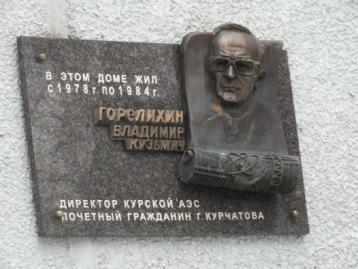 В ЭТОМ ДОМЕ ЖИЛ
С 1978 г. ПО 1984 г.
ГОРЕЛИХИН
ВЛАДИМИР
КУЗЬМИЧ
ДИРЕКТОР КУРСКОЙ АЭС
ПОЧЕТНЫЙ ГРАЖДАНИН г. КУРЧАТОВА